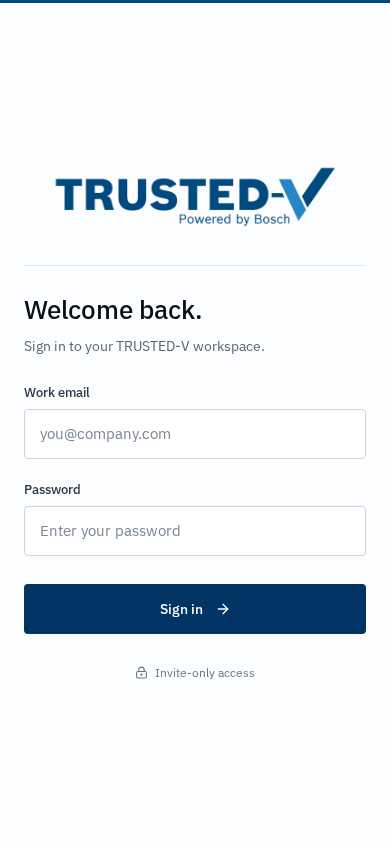 TRUSTED-V
Powered by Bosch
Welcome back.
Sign in to your TRUSTED-V workspace.
Work email
you@company.com
Password
Enter your password
Sign in →
Invite-only access